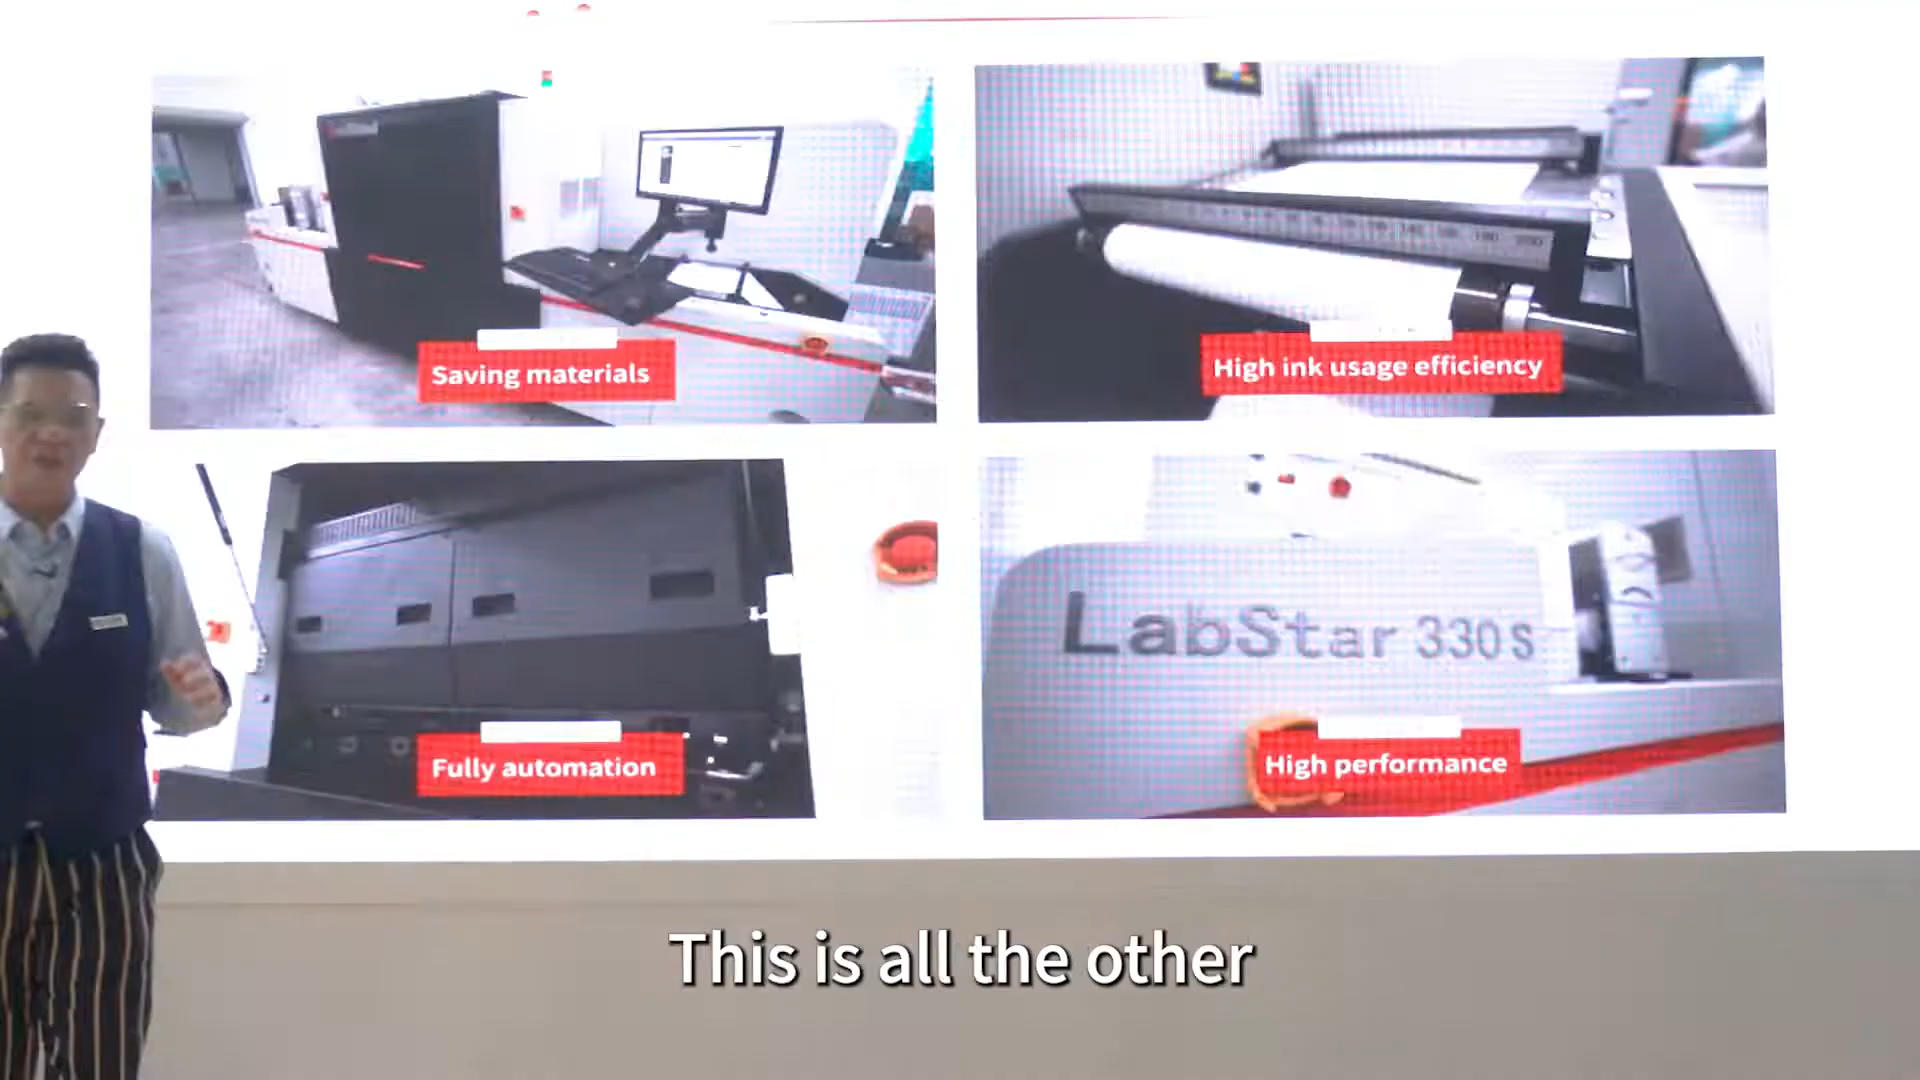 Saving materials
High ink usage efficiency
LabStar 330S
Fully automation
High performance
This is all the other